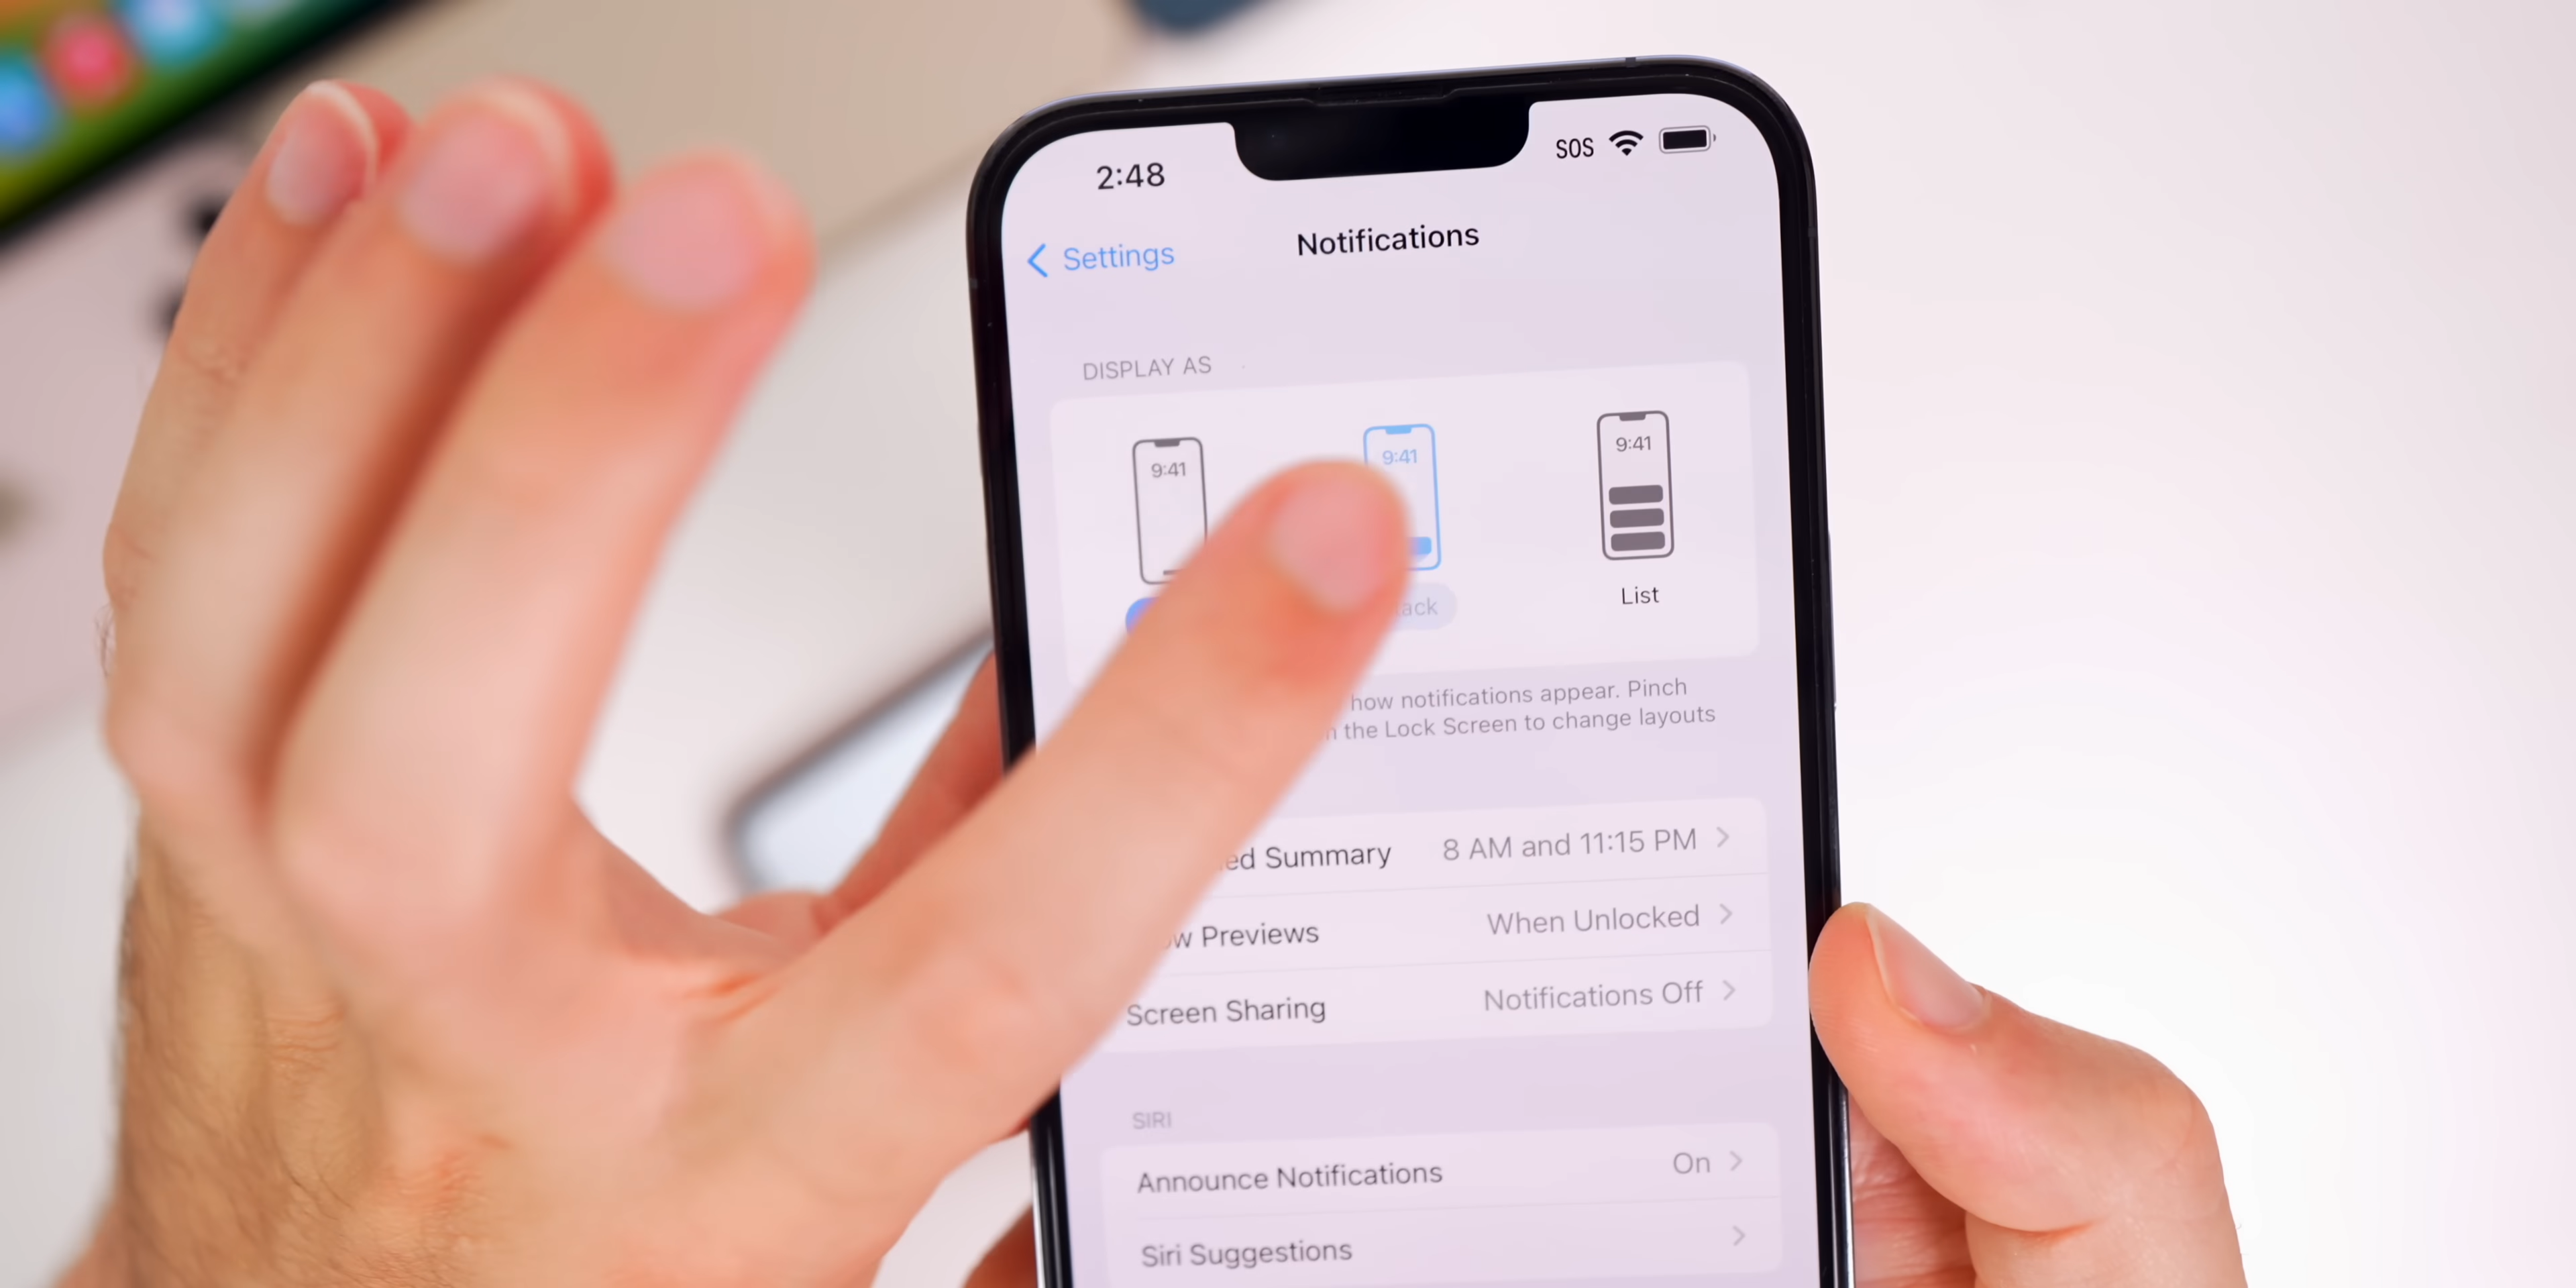 2:48 SOS
Settings Notifications
DISPLAY AS
9:41 9:41 9:41
List
how notifications appear. Pinch
the Lock Screen to change layouts
Summary 8 AM and 11:15 PM
Previews When Unlocked
Screen Sharing Notifications Off
SIRI
Announce Notifications On
Siri Suggestions